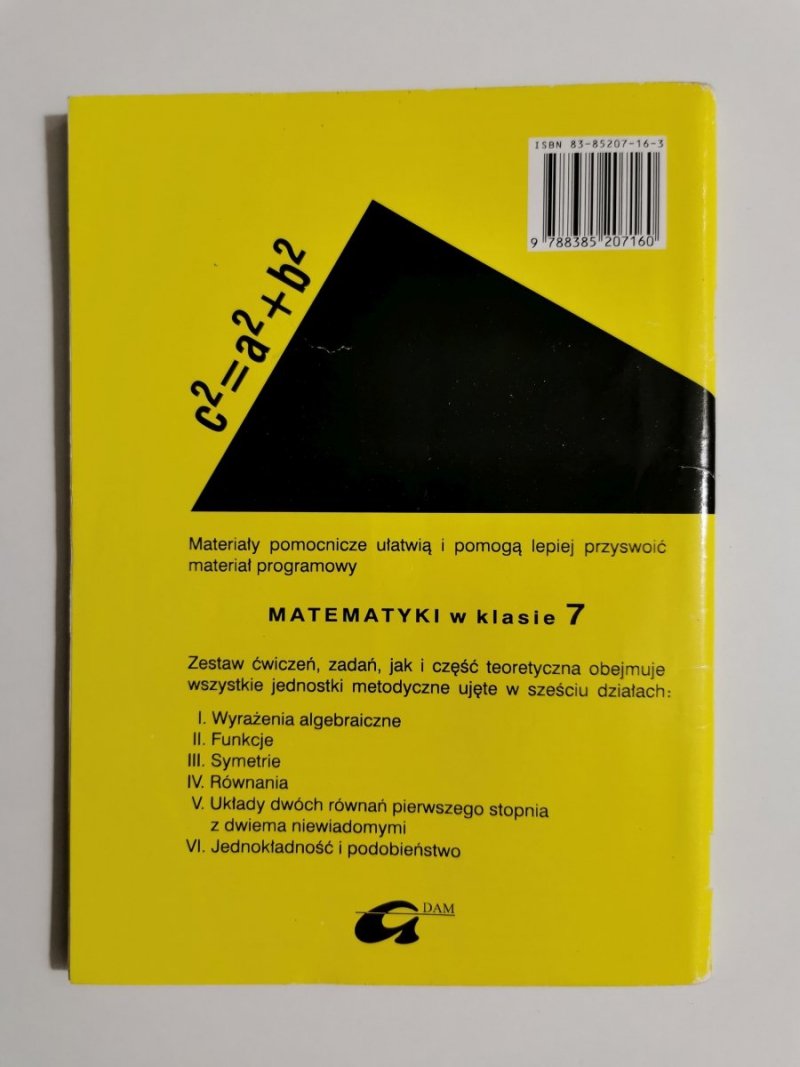 ISBN 83-85207-16-3
9 788385 207160
c²=a²+b²
Materiały pomocnicze ułatwią i pomogą lepiej przyswoić
materiał programowy
MATEMATYKI w klasie 7
Zestaw ćwiczeń, zadań, jak i część teoretyczna obejmuje
wszystkie jednostki metodyczne ujęte w sześciu działach:
I. Wyrażenia algebraiczne
II. Funkcje
III. Symetrie
IV. Równania
V. Układy dwóch równań pierwszego stopnia
z dwiema niewiadomymi
VI. Jednokładność i podobieństwo
DAM